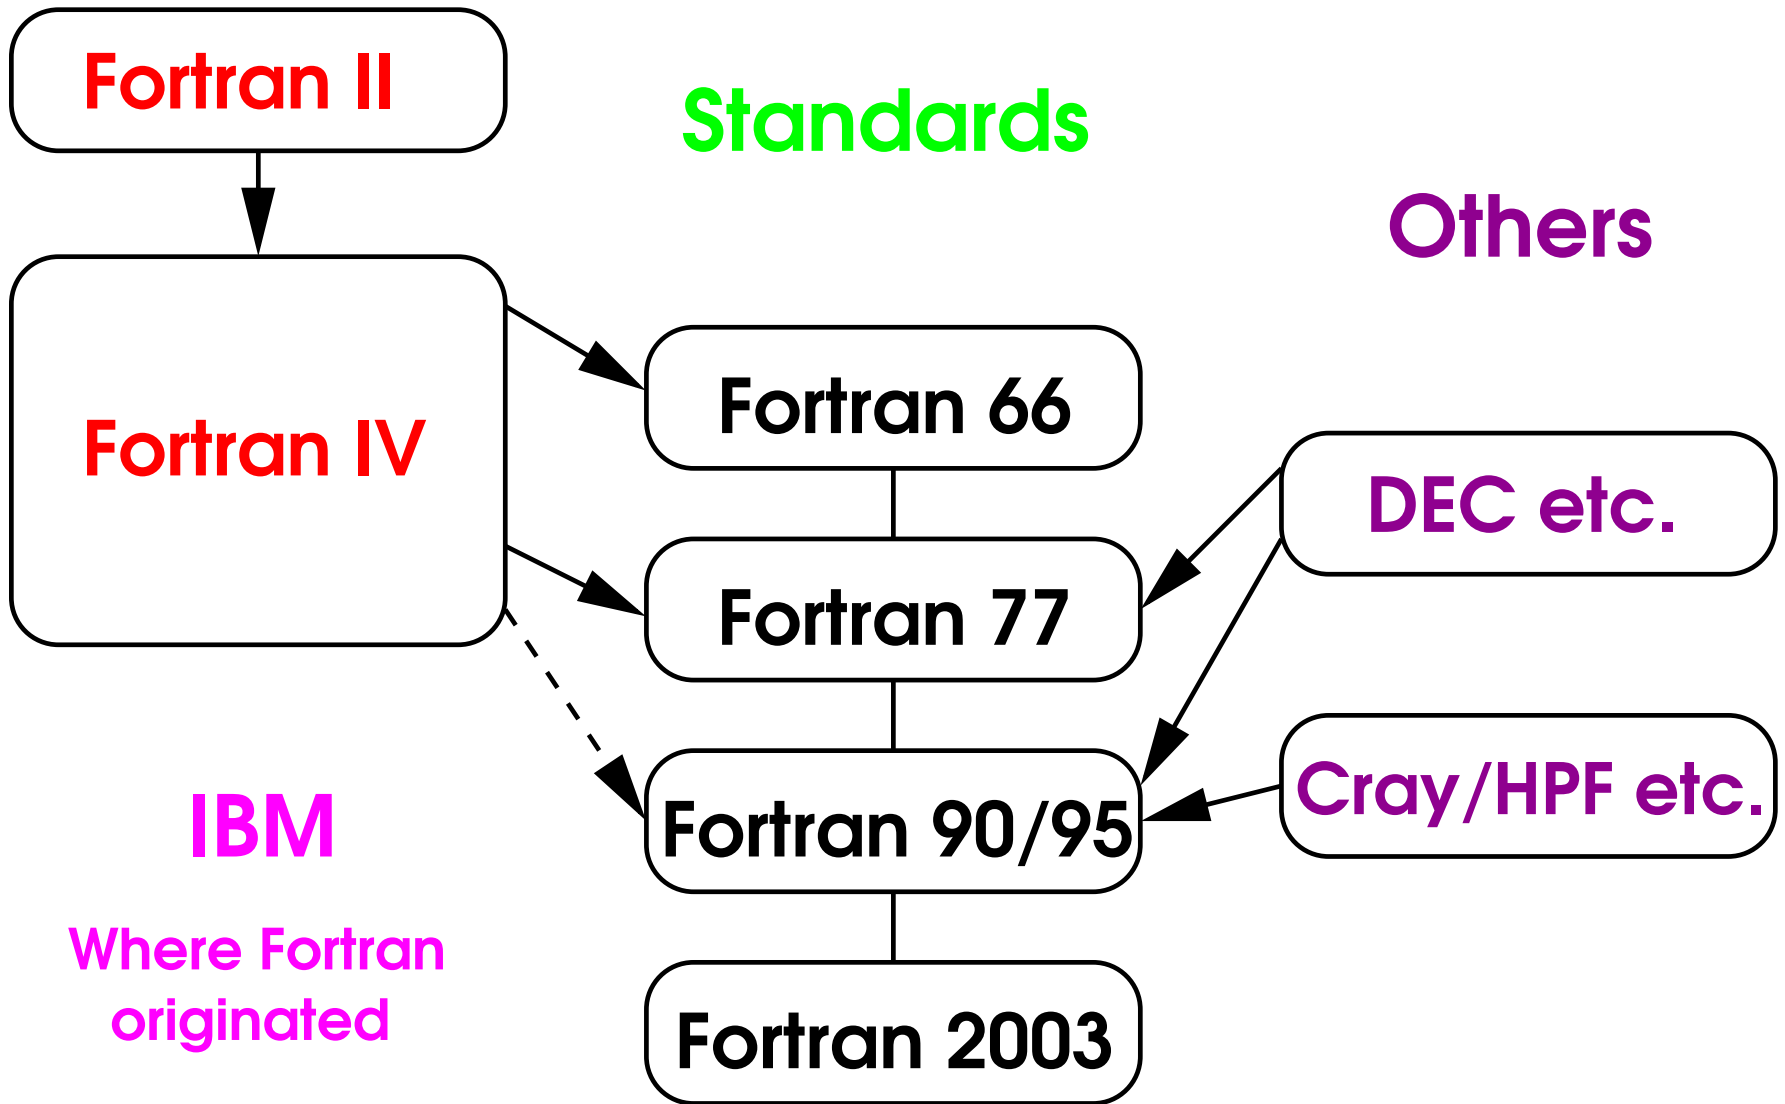 Fortran II
Standards
Others
Fortran IV
Fortran 66
DEC etc.
Fortran 77
Cray/HPF etc.
IBM
Fortran 90/95
Where Fortran
originated
Fortran 2003